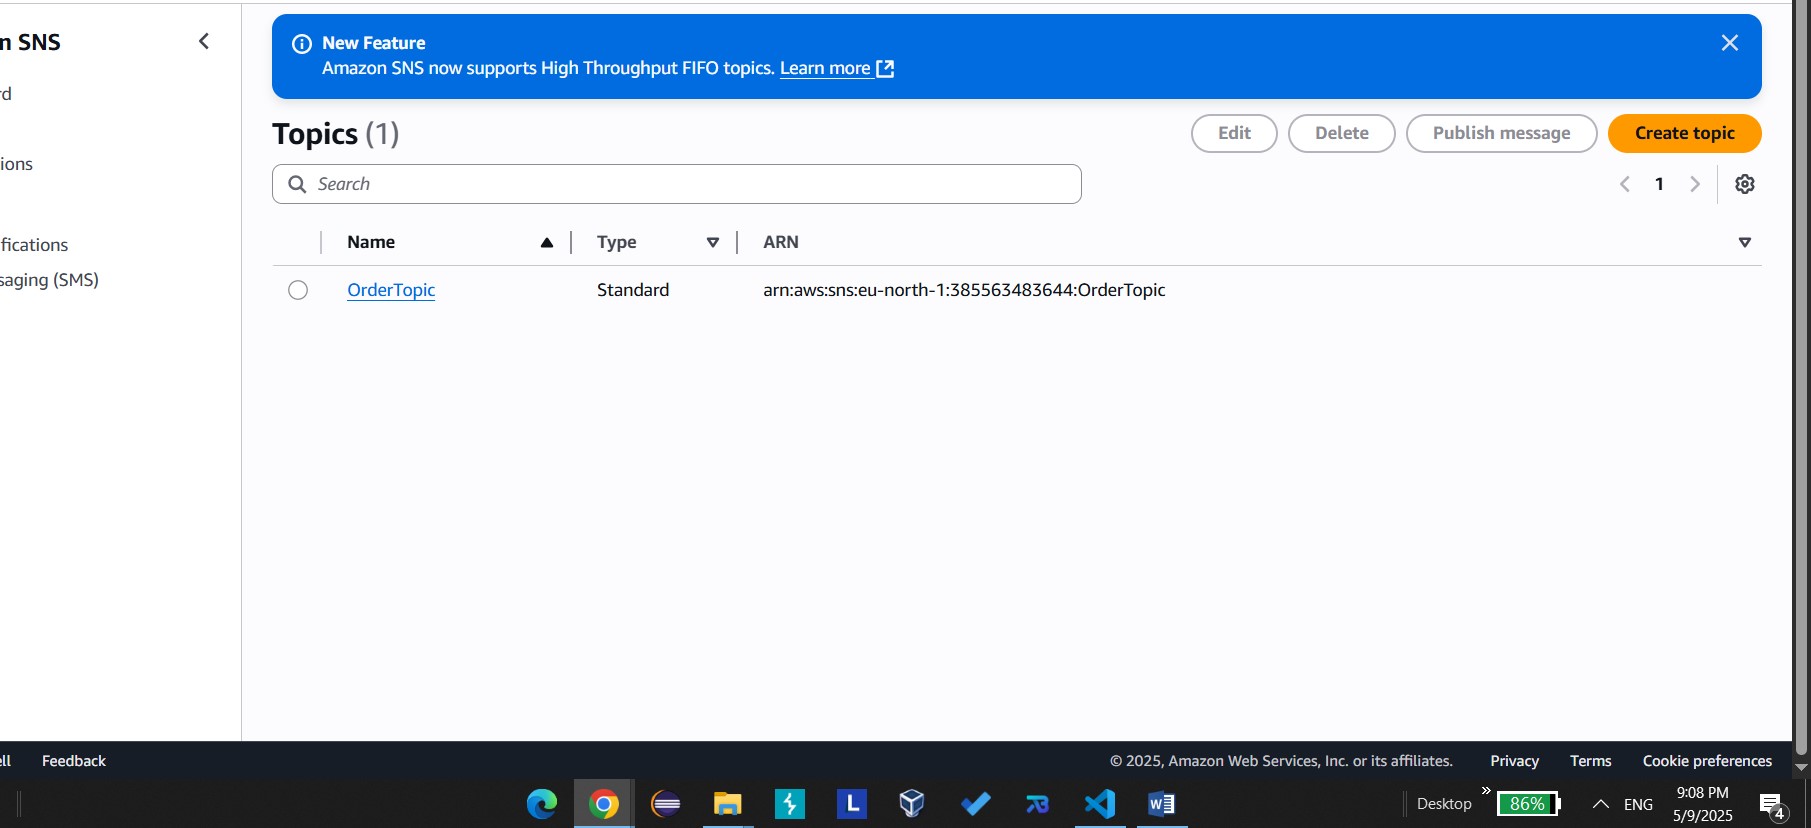 n SNS
rd
ions
fications
saging (SMS)
New Feature
Amazon SNS now supports High Throughput FIFO topics. Learn more
Topics (1)
Edit
Delete
Publish message
Create topic
Search
1
Name
Type
ARN
OrderTopic
Standard
arn:aws:sns:eu-north-1:385563483644:OrderTopic
ell
Feedback
© 2025, Amazon Web Services, Inc. or its affiliates.
Privacy
Terms
Cookie preferences
L
W
Desktop
»
86%
ENG
9:08 PM
5/9/2025
4